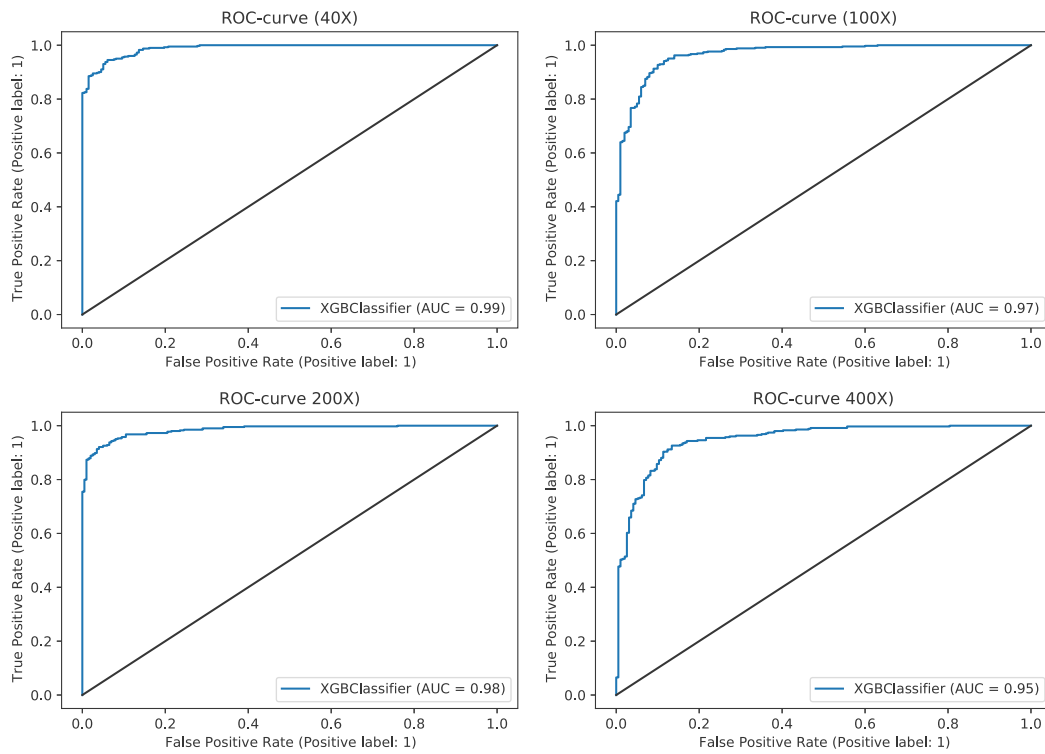 ROC-curve (40X)
True Positive Rate (Positive label: 1)
1.0
0.8
0.6
0.4
0.2
0.0
XGBClassifier (AUC = 0.99)
0.0 0.2 0.4 0.6 0.8 1.0
False Positive Rate (Positive label: 1)
ROC-curve (100X)
True Positive Rate (Positive label: 1)
1.0
0.8
0.6
0.4
0.2
0.0
XGBClassifier (AUC = 0.97)
0.0 0.2 0.4 0.6 0.8 1.0
False Positive Rate (Positive label: 1)
ROC-curve 200X)
True Positive Rate (Positive label: 1)
1.0
0.8
0.6
0.4
0.2
0.0
XGBClassifier (AUC = 0.98)
0.0 0.2 0.4 0.6 0.8 1.0
False Positive Rate (Positive label: 1)
ROC-curve 400X)
True Positive Rate (Positive label: 1)
1.0
0.8
0.6
0.4
0.2
0.0
XGBClassifier (AUC = 0.95)
0.0 0.2 0.4 0.6 0.8 1.0
False Positive Rate (Positive label: 1)